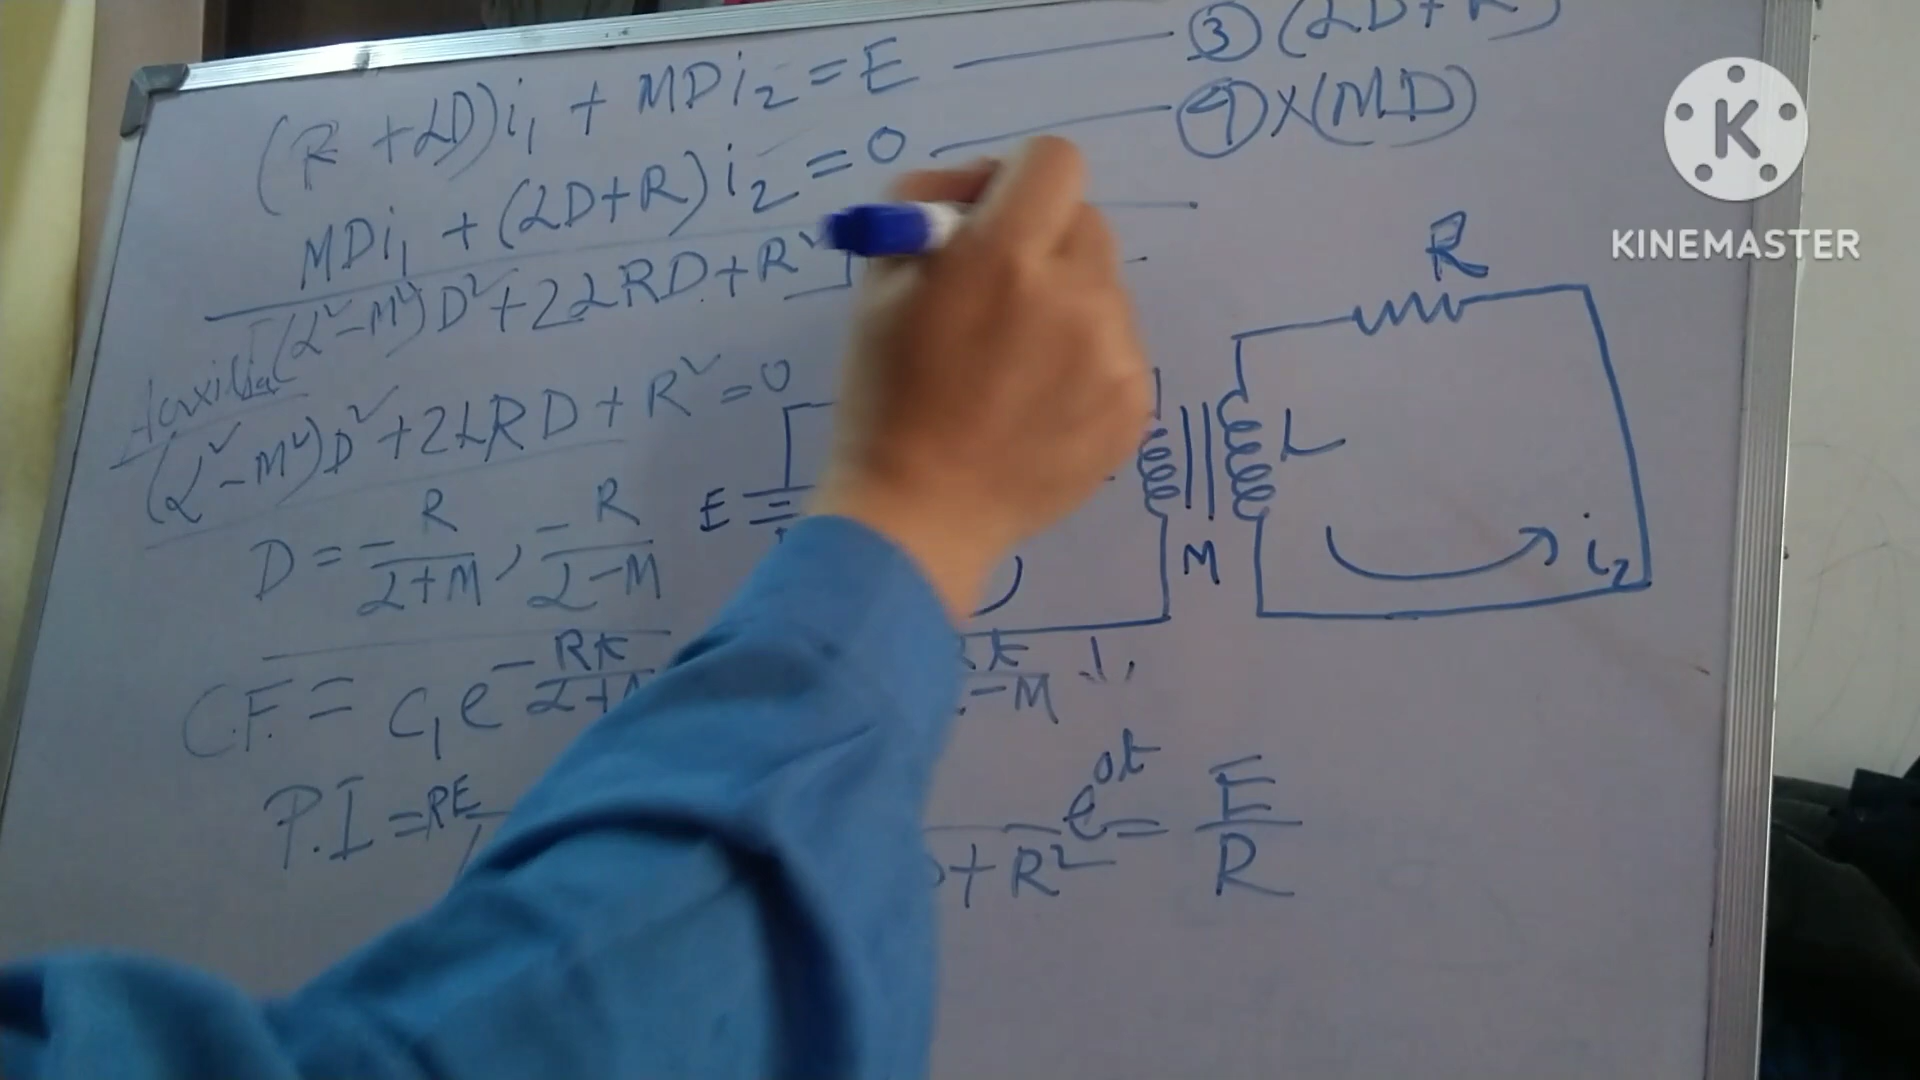 (R + LD)i₁ + MDi₂ = E — ③ (LD+R)
MDi₁ + (LD+R)i₂ = 0 — ④×(MD)
[(L²-M²)D²+2LRD+R²]
Auxilia
(L²-M²)D²+2LRD+R²=0
D = -R/(L+M), -R/(L-M)
C.F. = C₁e^(-Rt/(L+M
-M
P.I = RE
+R² e^(0t) = E/R
R
E
L
M
i₂
K
KINEMASTER